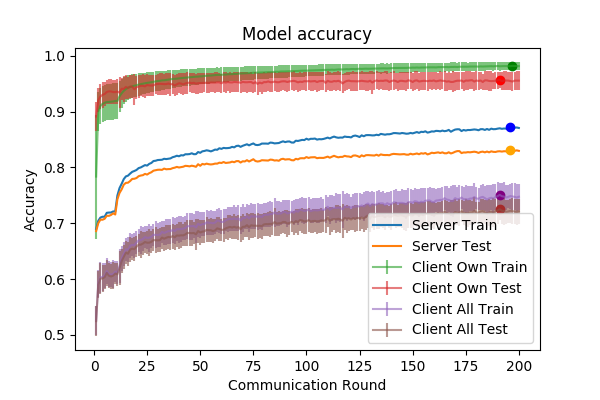 Model accuracy
1.0
0.9
0.8
0.7
0.6
0.5
Accuracy
Server Train
Server Test
Client Own Train
Client Own Test
Client All Train
Client All Test
0 25 50 75 100 125 150 175 200
Communication Round